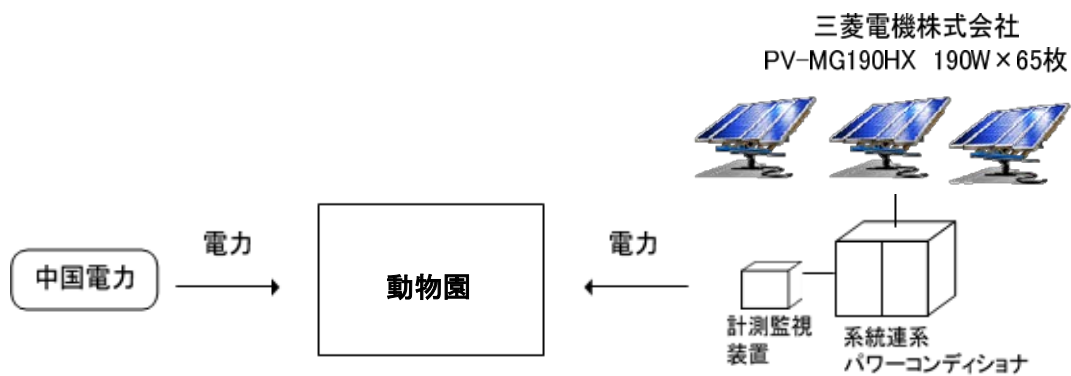 三菱電機株式会社
PV-MG190HX 190W×65枚
中国電力
電力
動物園
電力
計測監視
装置
系統連系
パワーコンディショナ